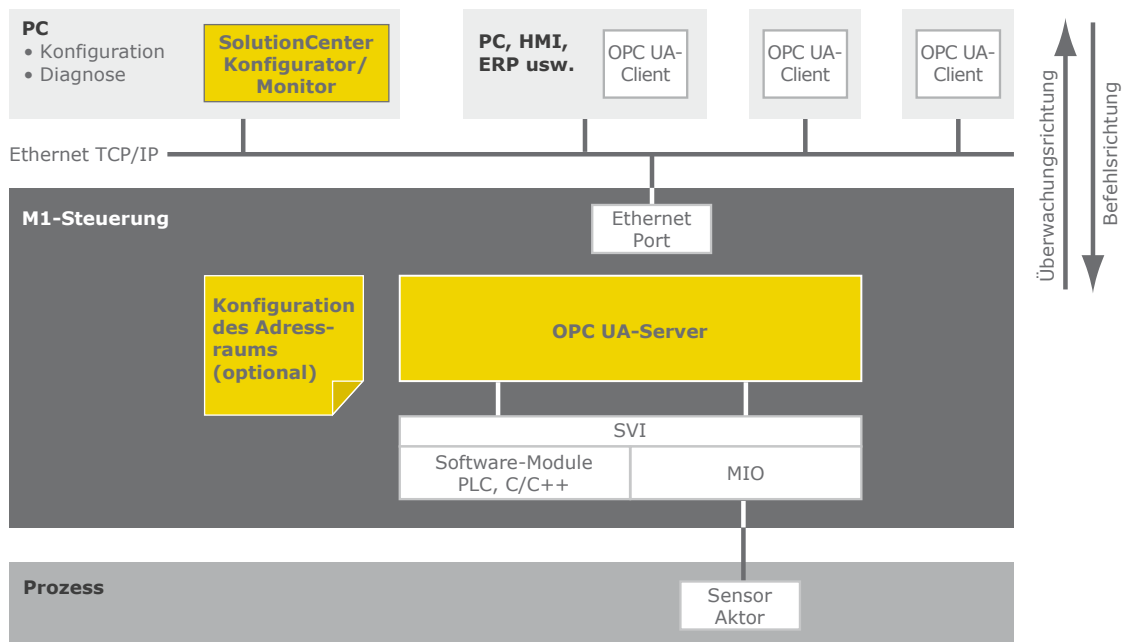 PC
• Konfiguration
• Diagnose
SolutionCenter
Konfigurator/
Monitor
PC, HMI,
ERP usw.
OPC UA-
Client
OPC UA-
Client
OPC UA-
Client
Überwachungsrichtung
Befehlsrichtung
Ethernet TCP/IP
M1-Steuerung
Ethernet
Port
Konfiguration
des Adress-
raums
(optional)
OPC UA-Server
SVI
Software-Module
PLC, C/C++
MIO
Prozess
Sensor
Aktor